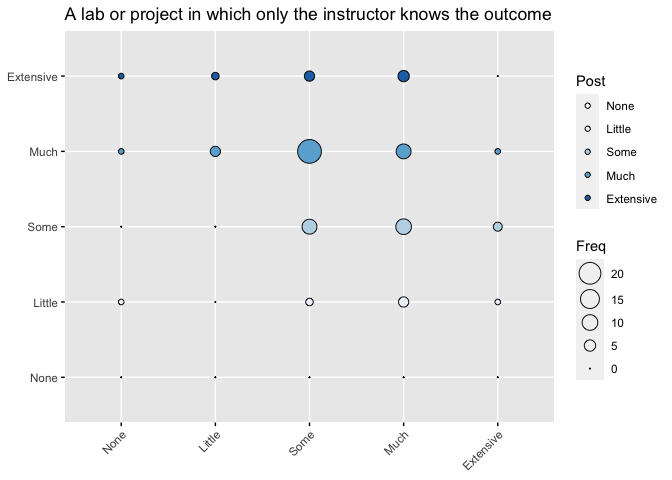 A lab or project in which only the instructor knows the outcome
Extensive
Much
Some
Little
None
None
Little
Some
Much
Extensive
Post
None
Little
Some
Much
Extensive
Freq
20
15
10
5
0